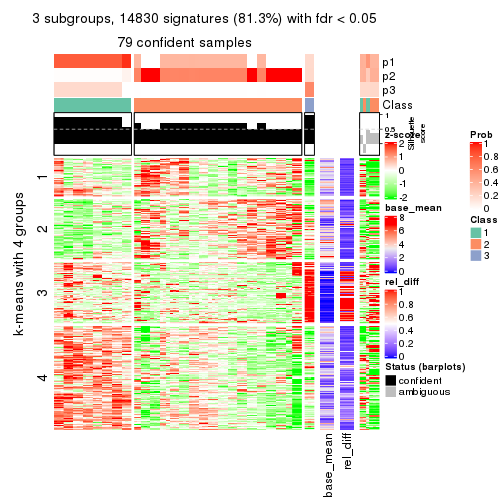 3 subgroups, 14830 signatures (81.3%) with fdr < 0.05
79 confident samples
p1
p2
p3
Class
1
0.5
0
Silhouette
score
k-means with 4 groups
1
2
3
4
base_mean
rel_diff
z-score
2
1
0
-1
-2
base_mean
8
6
4
2
0
rel_diff
1
0.8
0.6
0.4
0.2
0
Status (barplots)
confident
ambiguous
Prob
1
0.8
0.6
0.4
0.2
0
Class
1
2
3